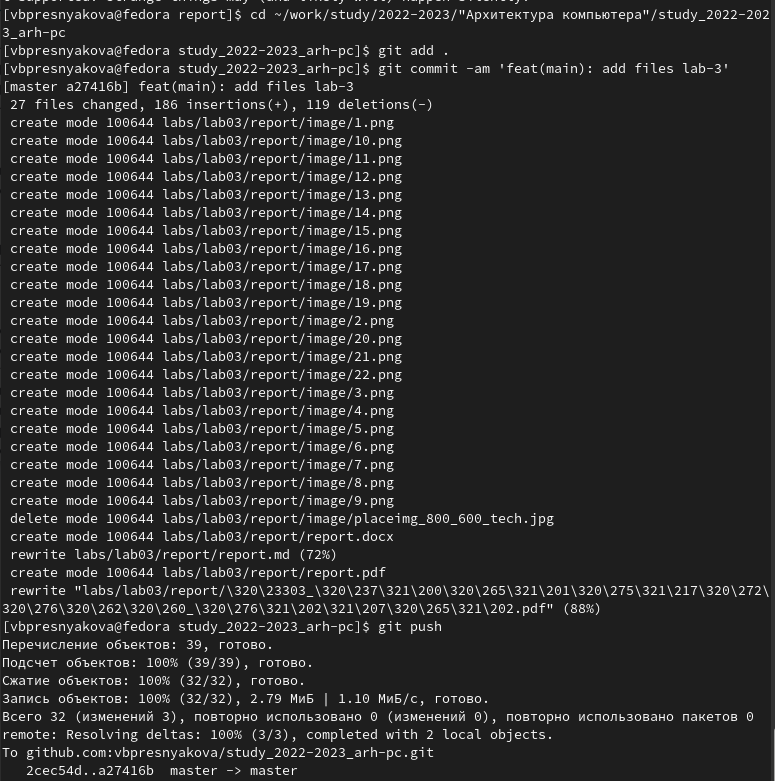 [vbpresnyakova@fedora report]$ cd ~/work/study/2022-2023/"Архитектура компьютера"/study_2022-202
3_arh-pc
[vbpresnyakova@fedora study_2022-2023_arh-pc]$ git add .
[vbpresnyakova@fedora study_2022-2023_arh-pc]$ git commit -am 'feat(main): add files lab-3'
[master a27416b] feat(main): add files lab-3
 27 files changed, 186 insertions(+), 119 deletions(-)
 create mode 100644 labs/lab03/report/image/1.png
 create mode 100644 labs/lab03/report/image/10.png
 create mode 100644 labs/lab03/report/image/11.png
 create mode 100644 labs/lab03/report/image/12.png
 create mode 100644 labs/lab03/report/image/13.png
 create mode 100644 labs/lab03/report/image/14.png
 create mode 100644 labs/lab03/report/image/15.png
 create mode 100644 labs/lab03/report/image/16.png
 create mode 100644 labs/lab03/report/image/17.png
 create mode 100644 labs/lab03/report/image/18.png
 create mode 100644 labs/lab03/report/image/19.png
 create mode 100644 labs/lab03/report/image/2.png
 create mode 100644 labs/lab03/report/image/20.png
 create mode 100644 labs/lab03/report/image/21.png
 create mode 100644 labs/lab03/report/image/22.png
 create mode 100644 labs/lab03/report/image/3.png
 create mode 100644 labs/lab03/report/image/4.png
 create mode 100644 labs/lab03/report/image/5.png
 create mode 100644 labs/lab03/report/image/6.png
 create mode 100644 labs/lab03/report/image/7.png
 create mode 100644 labs/lab03/report/image/8.png
 create mode 100644 labs/lab03/report/image/9.png
 delete mode 100644 labs/lab03/report/image/placeimg_800_600_tech.jpg
 create mode 100644 labs/lab03/report/report.docx
 rewrite labs/lab03/report/report.md (72%)
 create mode 100644 labs/lab03/report/report.pdf
 rewrite "labs/lab03/report/\320\23303_\320\237\321\200\320\265\321\201\320\275\321\217\320\272\
320\276\320\262\320\260_\320\276\321\202\321\207\320\265\321\202.pdf" (88%)
[vbpresnyakova@fedora study_2022-2023_arh-pc]$ git push
Перечисление объектов: 39, готово.
Подсчет объектов: 100% (39/39), готово.
Сжатие объектов: 100% (32/32), готово.
Запись объектов: 100% (32/32), 2.79 МиБ | 1.10 МиБ/с, готово.
Всего 32 (изменений 3), повторно использовано 0 (изменений 0), повторно использовано пакетов 0
remote: Resolving deltas: 100% (3/3), completed with 2 local objects.
To github.com:vbpresnyakova/study_2022-2023_arh-pc.git
   2cec54d..a27416b  master -> master